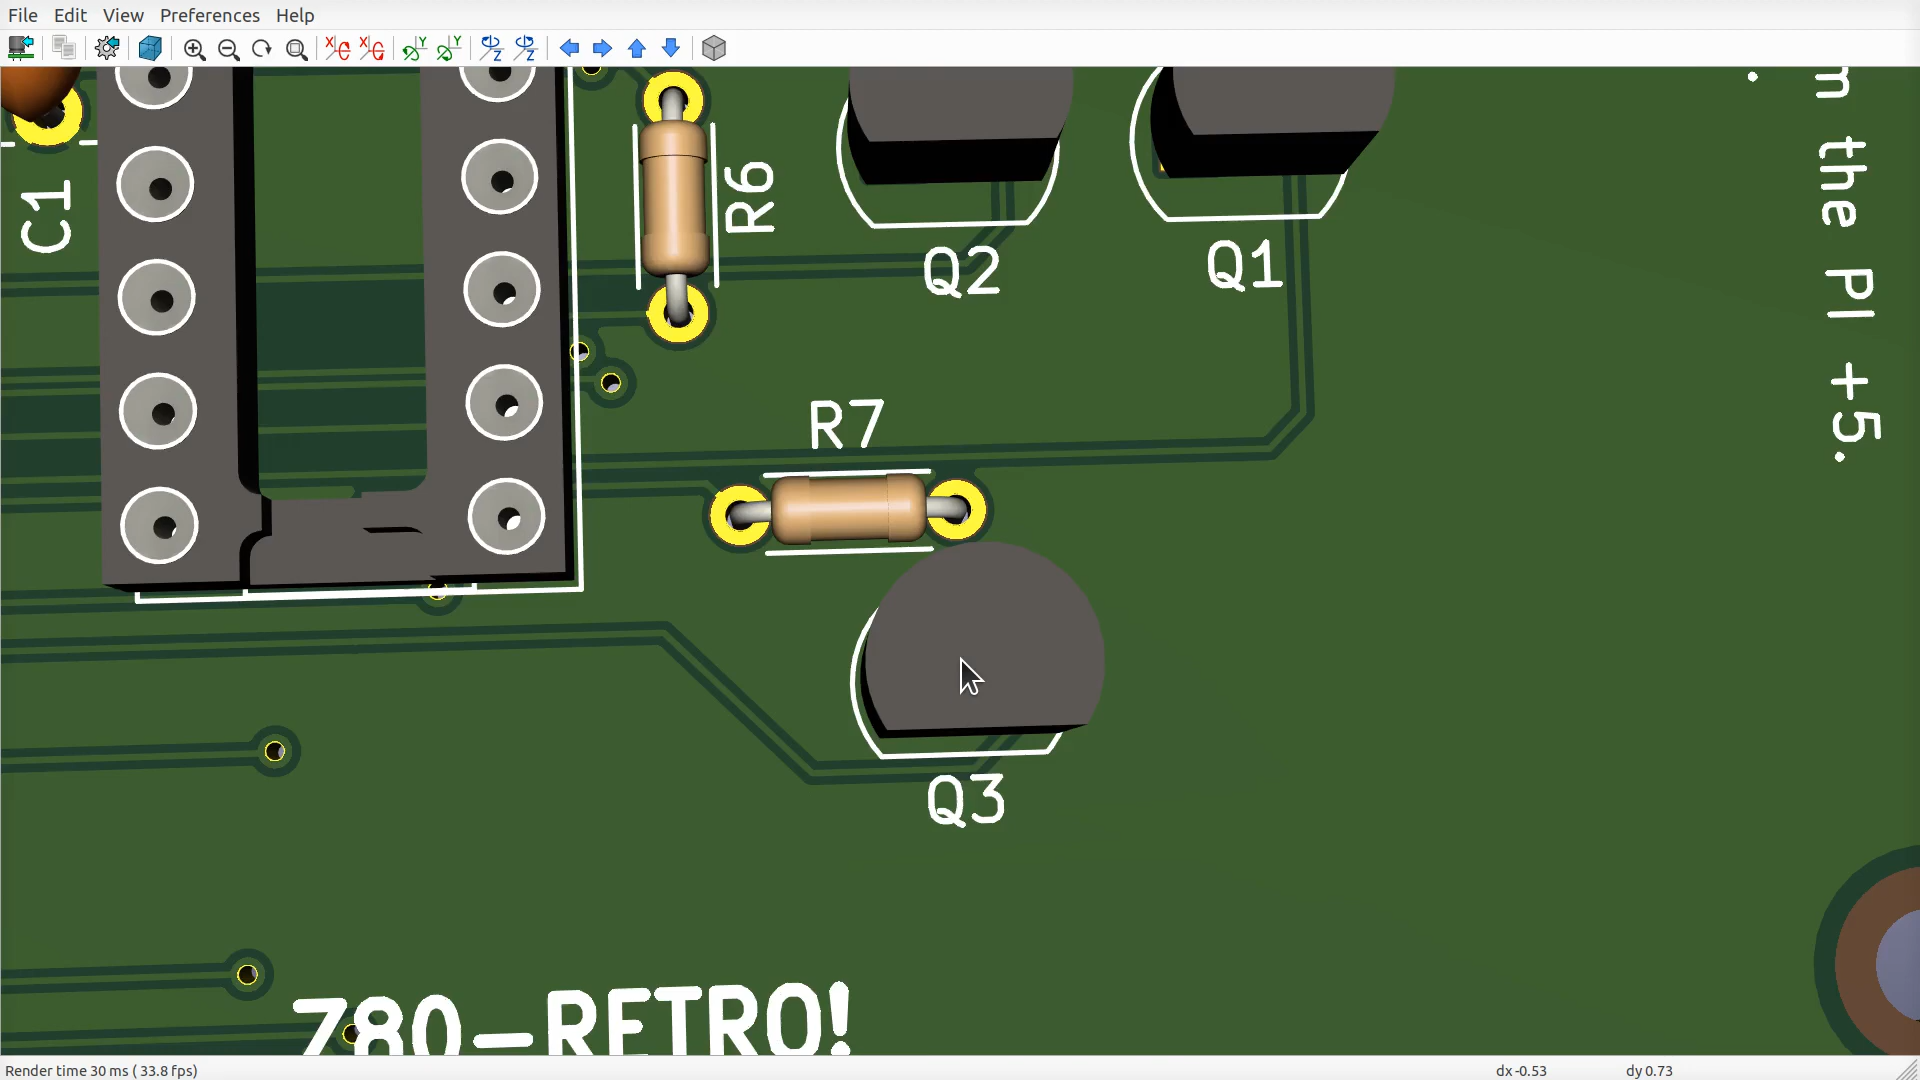 File Edit View Preferences Help
C1
R6
Q2
Q1
m the PI +5.
R7
Q3
Z80-RETRO!
Render time 30 ms ( 33.8 fps)
dx -0.53
dy 0.73